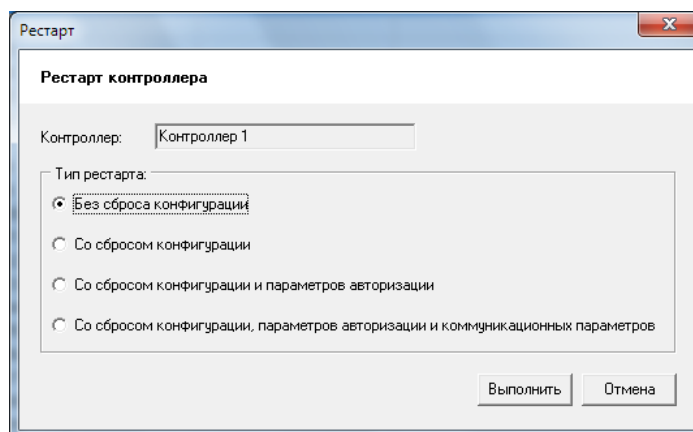 Рестарт
Рестарт контроллера
Контроллер: Контроллер 1
Тип рестарта:
Без сброса конфигурации
Со сбросом конфигурации
Со сбросом конфигурации и параметров авторизации
Со сбросом конфигурации, параметров авторизации и коммуникационных параметров
Выполнить Отмена